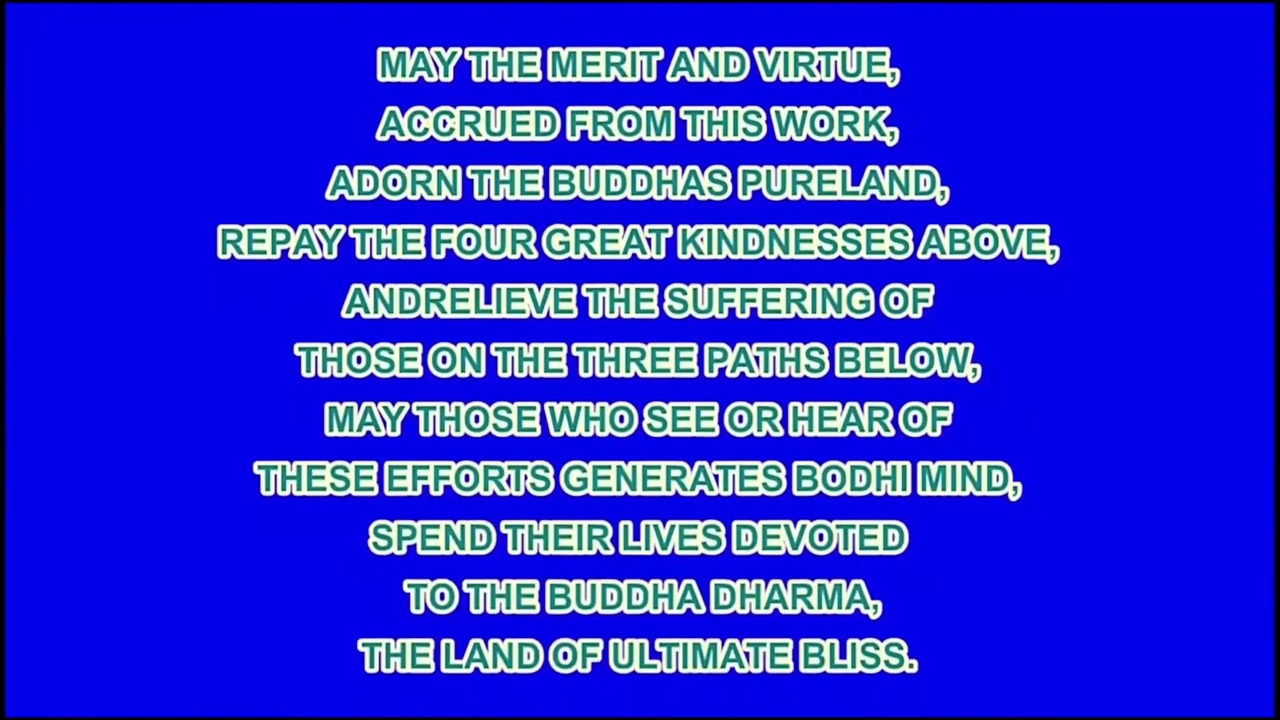 MAY THE MERIT AND VIRTUE,
ACCRUED FROM THIS WORK,
ADORN THE BUDDHAS PURELAND,
REPAY THE FOUR GREAT KINDNESSES ABOVE,
ANDRELIEVE THE SUFFERING OF
THOSE ON THE THREE PATHS BELOW,
MAY THOSE WHO SEE OR HEAR OF
THESE EFFORTS GENERATES BODHI MIND,
SPEND THEIR LIVES DEVOTED
TO THE BUDDHA DHARMA,
THE LAND OF ULTIMATE BLISS.